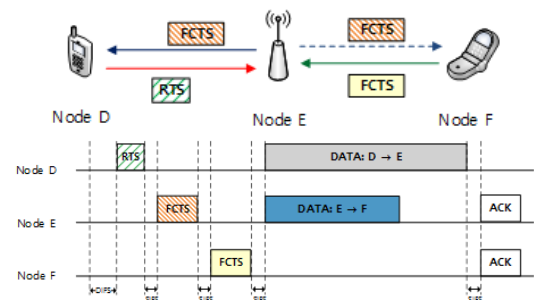 FCTS
FCTS
RTS
FCTS
Node D
Node E
Node F
RTS
DATA: D → E
Node D
FCTS
DATA: E → F
ACK
Node E
FCTS
ACK
Node F
DIFS